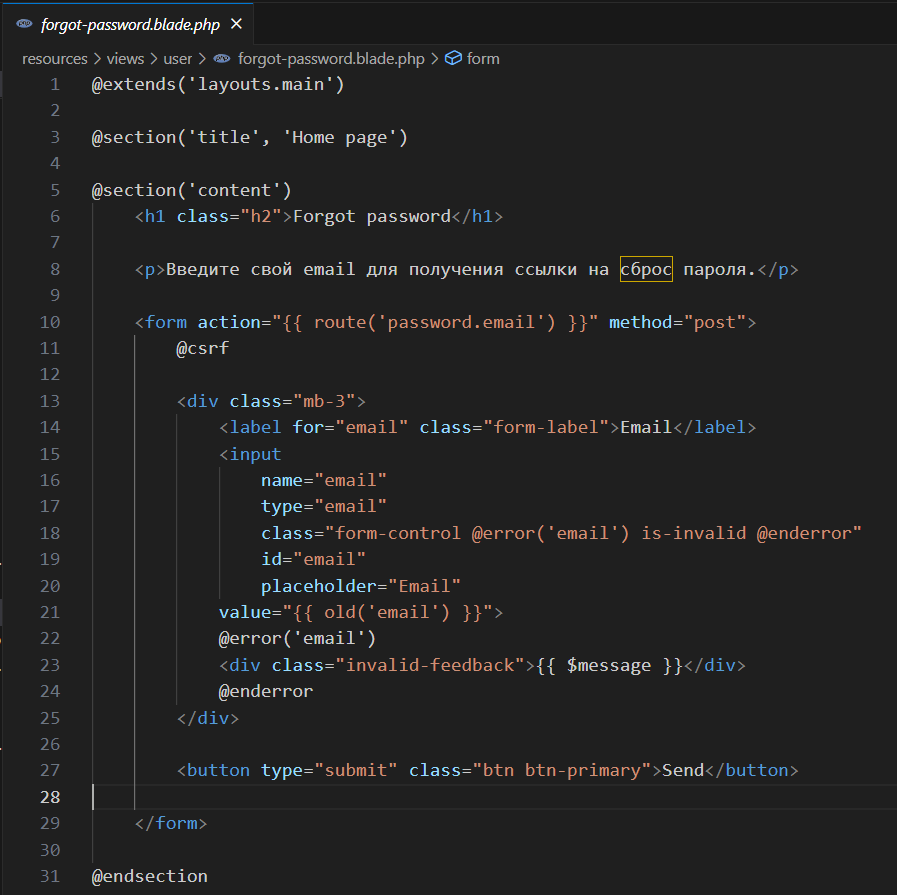 forgot-password.blade.php ×
resources > views > user > forgot-password.blade.php > form
1 @extends('layouts.main')
2
3 @section('title', 'Home page')
4
5 @section('content')
6     <h1 class="h2">Forgot password</h1>
7
8     <p>Введите свой email для получения ссылки на сброс пароля.</p>
9
10     <form action="{{ route('password.email') }}" method="post">
11         @csrf
12
13         <div class="mb-3">
14             <label for="email" class="form-label">Email</label>
15             <input
16                 name="email"
17                 type="email"
18                 class="form-control @error('email') is-invalid @enderror"
19                 id="email"
20                 placeholder="Email"
21             value="{{ old('email') }}">
22             @error('email')
23             <div class="invalid-feedback">{{ $message }}</div>
24             @enderror
25         </div>
26
27         <button type="submit" class="btn btn-primary">Send</button>
28
29     </form>
30
31 @endsection